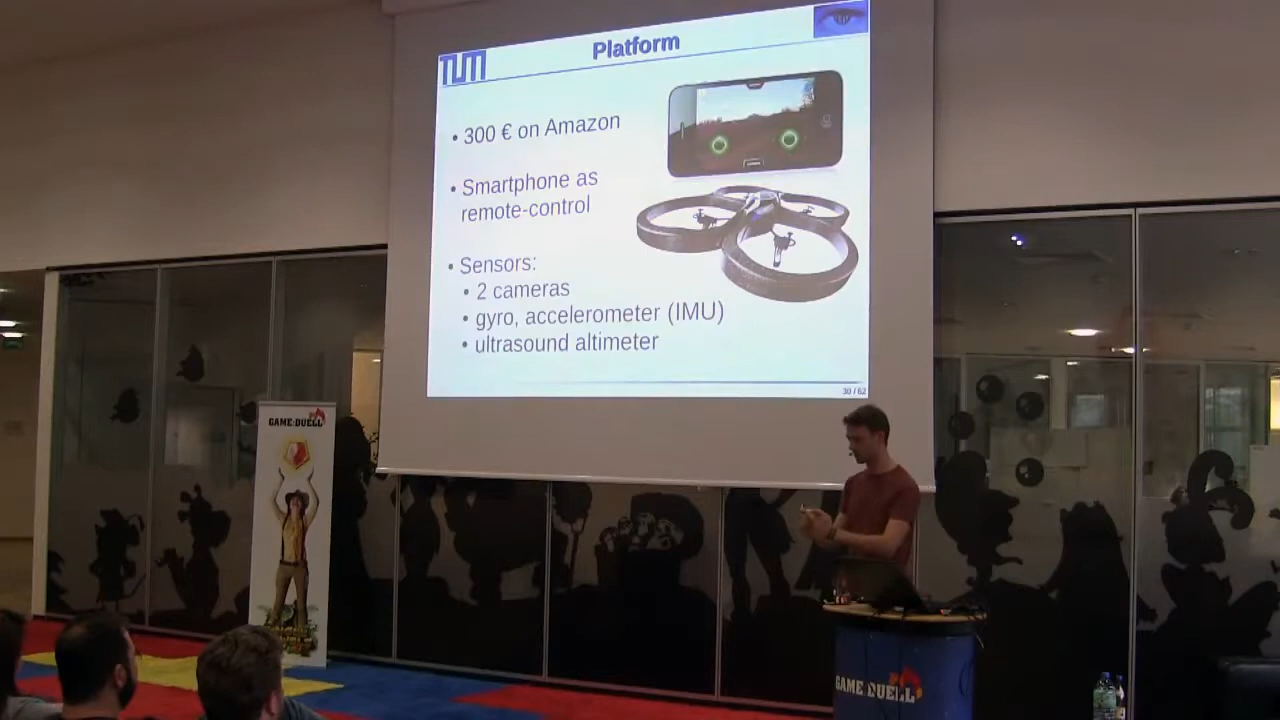 TUM
Platform
• 300 € on Amazon
• Smartphone as
remote-control
• Sensors:
• 2 cameras
• gyro, accelerometer (IMU)
• ultrasound altimeter
30 / 62
GAME DUELL
GAME DUELL